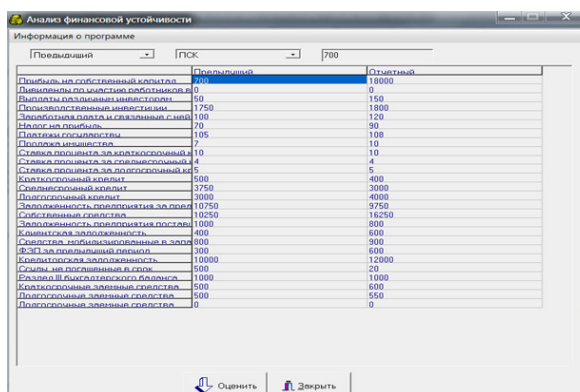 Анализ финансовой устойчивости
Информация о программе
Предыдущий ПСК 700
Предыдущий Отчетный
Прибыль на собственный капитал 700 18000
Дивиденды по участию работников в 0 0
Выплаты различным инвесторам 50 150
Производственные инвестиции 1750 1800
Заработная плата и связанные с ней 100 120
Налог на прибыль 70 90
Платежи государству 105 108
Продажа имущества 7 10
Ставка процента за краткосрочный к 10 10
Ставка процента за среднесрочный 4 4
Ставка процента за долгосрочный кр 5 5
Краткосрочный кредит 500 400
Среднесрочный кредит 3750 3000
Долгосрочный кредит 3000 4000
Задолженность предприятия за пред 10750 9750
Собственные средства 10250 16250
Задолженность предприятия постав 1000 800
Клиентская задолженность 400 600
Средства, мобилизированные в запа 800 900
ФЭП за предыдущий период 300 600
Кредиторская задолженность 10000 12000
Ссуды, не погашенные в срок 500 20
Раздел III бухгалтерского баланса 1000 1000
Краткосрочные заемные средства 500 600
Долгосрочные заемные средства 500 550
Долгосрочные заемные средства 0 0
Оценить Закрыть